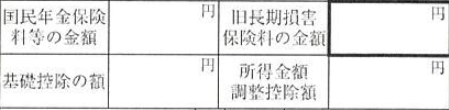 国民年金保険
料等の金額
円
旧長期損害
保険料の金額
円
基礎控除の額
円
所得金額
調整控除額
円